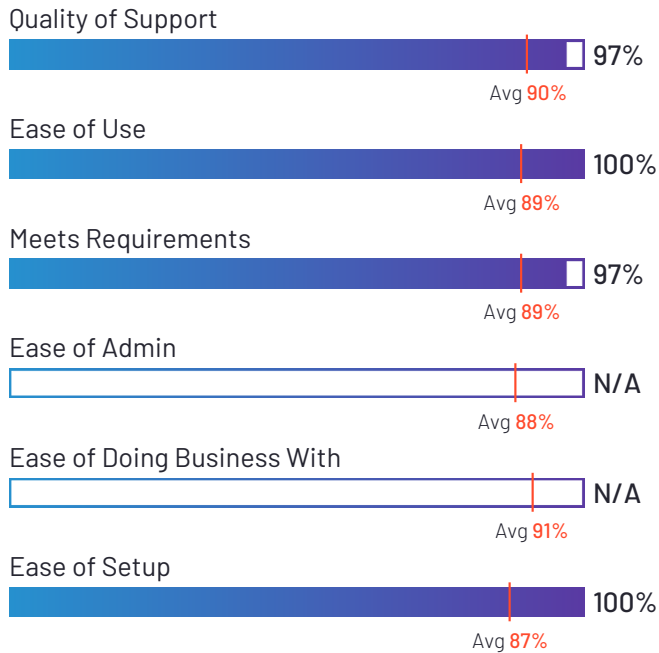 Quality of Support
97%
Avg 90%
Ease of Use
100%
Avg 89%
Meets Requirements
97%
Avg 89%
Ease of Admin
N/A
Avg 88%
Ease of Doing Business With
N/A
Avg 91%
Ease of Setup
100%
Avg 87%